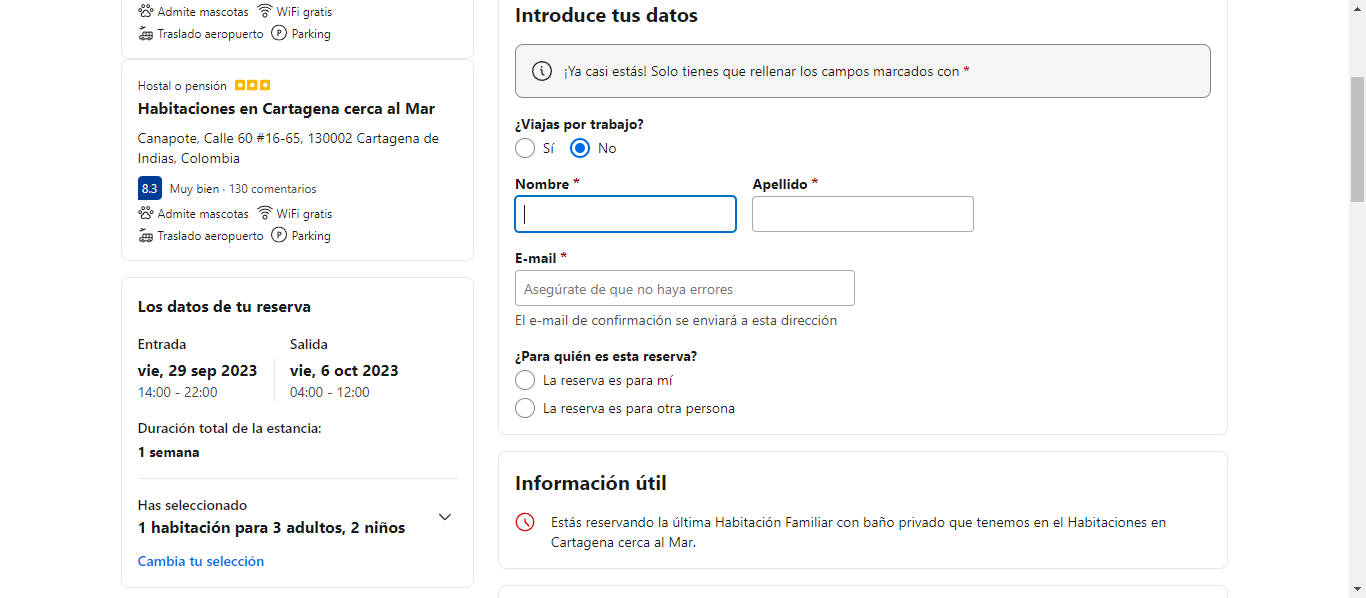 Admite mascotas WiFi gratis
Traslado aeropuerto P Parking
Hostal o pensión
Habitaciones en Cartagena cerca al Mar
Canapote, Calle 60 #16-65, 130002 Cartagena de
Indias, Colombia
8.3 Muy bien · 130 comentarios
Admite mascotas WiFi gratis
Traslado aeropuerto P Parking
Los datos de tu reserva
Entrada Salida
vie, 29 sep 2023 vie, 6 oct 2023
14:00 - 22:00 04:00 - 12:00
Duración total de la estancia:
1 semana
Has seleccionado
1 habitación para 3 adultos, 2 niños
Cambia tu selección
Introduce tus datos
¡Ya casi estás! Solo tienes que rellenar los campos marcados con *
¿Viajas por trabajo?
Sí No
Nombre * Apellido *
E-mail *
Asegúrate de que no haya errores
El e-mail de confirmación se enviará a esta dirección
¿Para quién es esta reserva?
La reserva es para mí
La reserva es para otra persona
Información útil
Estás reservando la última Habitación Familiar con baño privado que tenemos en el Habitaciones en
Cartagena cerca al Mar.